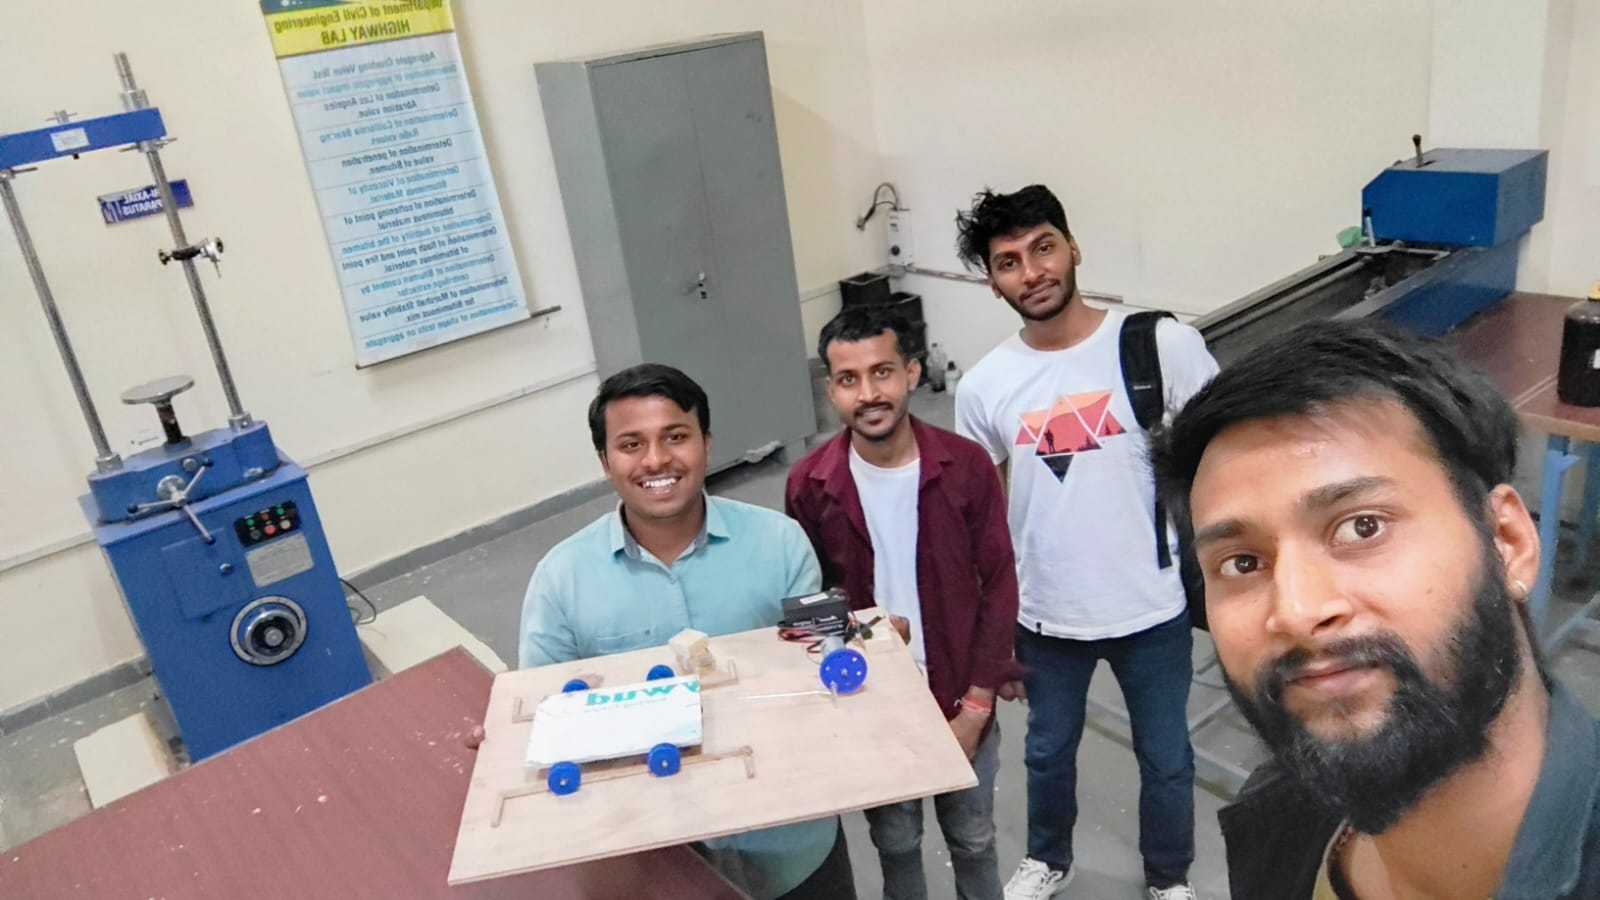 Department of Civil Engineering
HIGHWAY LAB
Aggregate Crushing Value Test
Determination of Aggregate Impact value
Determination of Los Angeles
Abrasion value.
Determination of California Bearing
Ratio values.
Determination of penetration
value of Bitumen.
Determination of Viscosity of
Bitumenous Material.
Determination of softening point of
bituminous material
Determination of ductility of the bitumen
Determination of flash point and fire point
of bituminous material.
Determination of Bitumen content by
centrifuge extractor
Determination of Marshall Stability value
for Bituminous mix.
Determination of shape tests on aggregate
TRI-AXIAL
APPARATUS